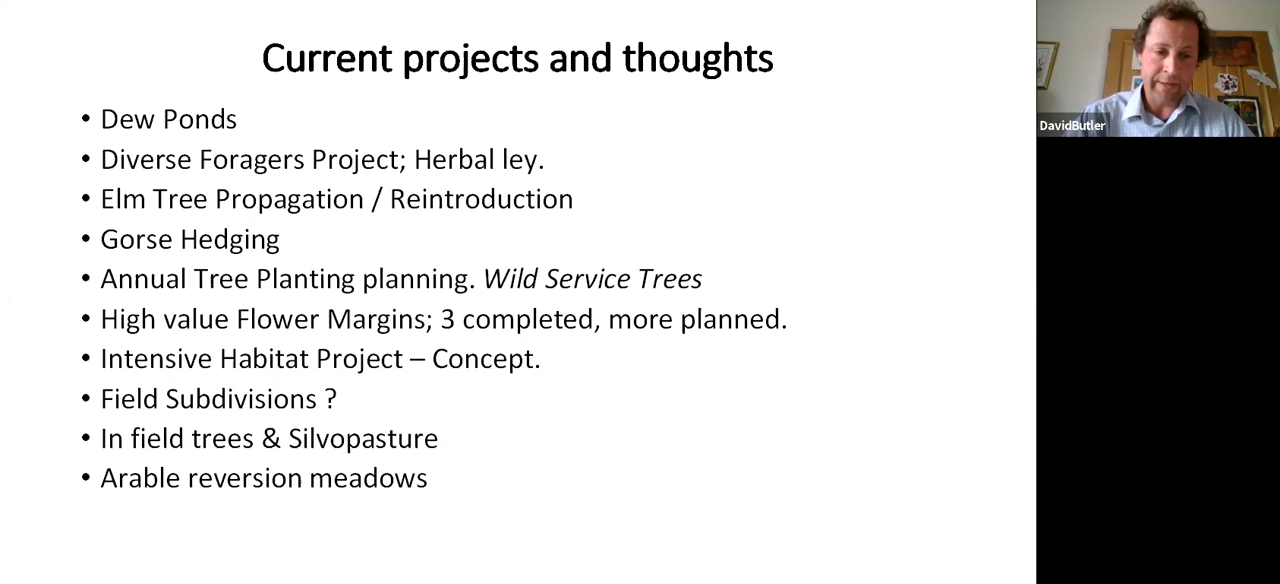 Current projects and thoughts
• Dew Ponds
• Diverse Foragers Project; Herbal ley.
• Elm Tree Propagation / Reintroduction
• Gorse Hedging
• Annual Tree Planting planning. Wild Service Trees
• High value Flower Margins; 3 completed, more planned.
• Intensive Habitat Project – Concept.
• Field Subdivisions ?
• In field trees & Silvopasture
• Arable reversion meadows
DavidButler